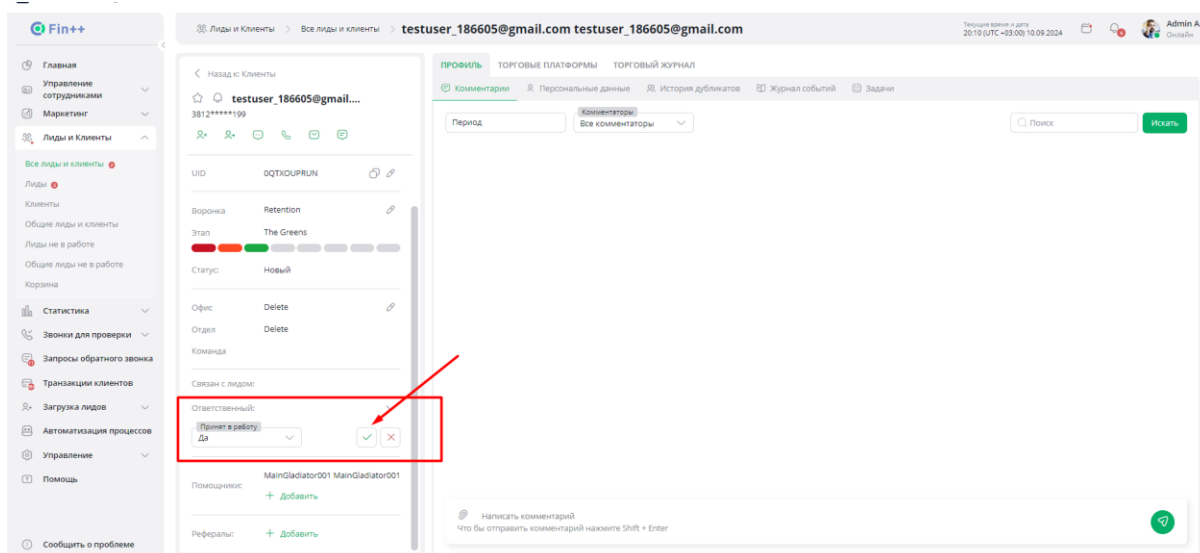 Fin++
Лиды и Клиенты
Все лиды и клиенты
testuser_186605@gmail.com testuser_186605@gmail.com
Текущие время и дата
20:10 (UTC +03:00) 10.09.2024
Admin A
Онлайн
Главная
Управление
сотрудниками
Маркетинг
Лиды и Клиенты
Все лиды и клиенты
Лиды
Клиенты
Общие лиды и клиенты
Лиды не в работе
Общие лиды не в работе
Корзина
Статистика
Звонки для проверки
Запросы обратного звонка
Транзакции клиентов
Загрузка лидов
Автоматизация процессов
Управление
Помощь
Сообщить о проблеме
Назад к: Клиенты
testuser_186605@gmail....
3812*****199
UID 0QTXOUPRUN
Воронка Retention
Этап The Greens
Статус: Новый
Офис: Delete
Отдел Delete
Команда
Связан с лидом:
Ответственный:
Принят в работу
Да
Помощники: MainGladiator001 MainGladiator001
+ Добавить
Рефералы: + Добавить
ПРОФИЛЬ ТОРГОВЫЕ ПЛАТФОРМЫ ТОРГОВЫЙ ЖУРНАЛ
Комментарии Персональные данные История дубликатов Журнал событий Задачи
Период
Комментаторы
Все комментаторы
Поиск
Искать
Написать комментарий
Что бы отправить комментарий нажмите Shift + Enter